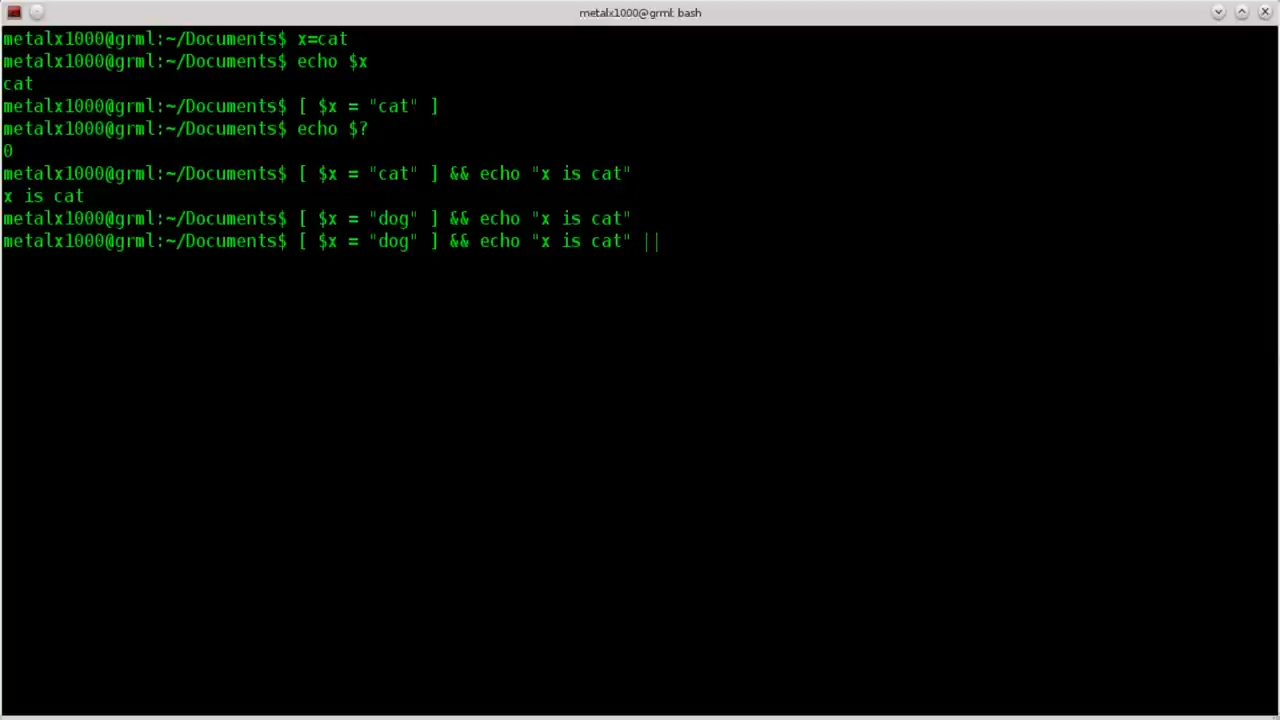 metalx1000@grml: bash
metalx1000@grml:~/Documents$ x=cat
metalx1000@grml:~/Documents$ echo $x
cat
metalx1000@grml:~/Documents$ [ $x = "cat" ]
metalx1000@grml:~/Documents$ echo $?
0
metalx1000@grml:~/Documents$ [ $x = "cat" ] && echo "x is cat"
x is cat
metalx1000@grml:~/Documents$ [ $x = "dog" ] && echo "x is cat"
metalx1000@grml:~/Documents$ [ $x = "dog" ] && echo "x is cat" ||